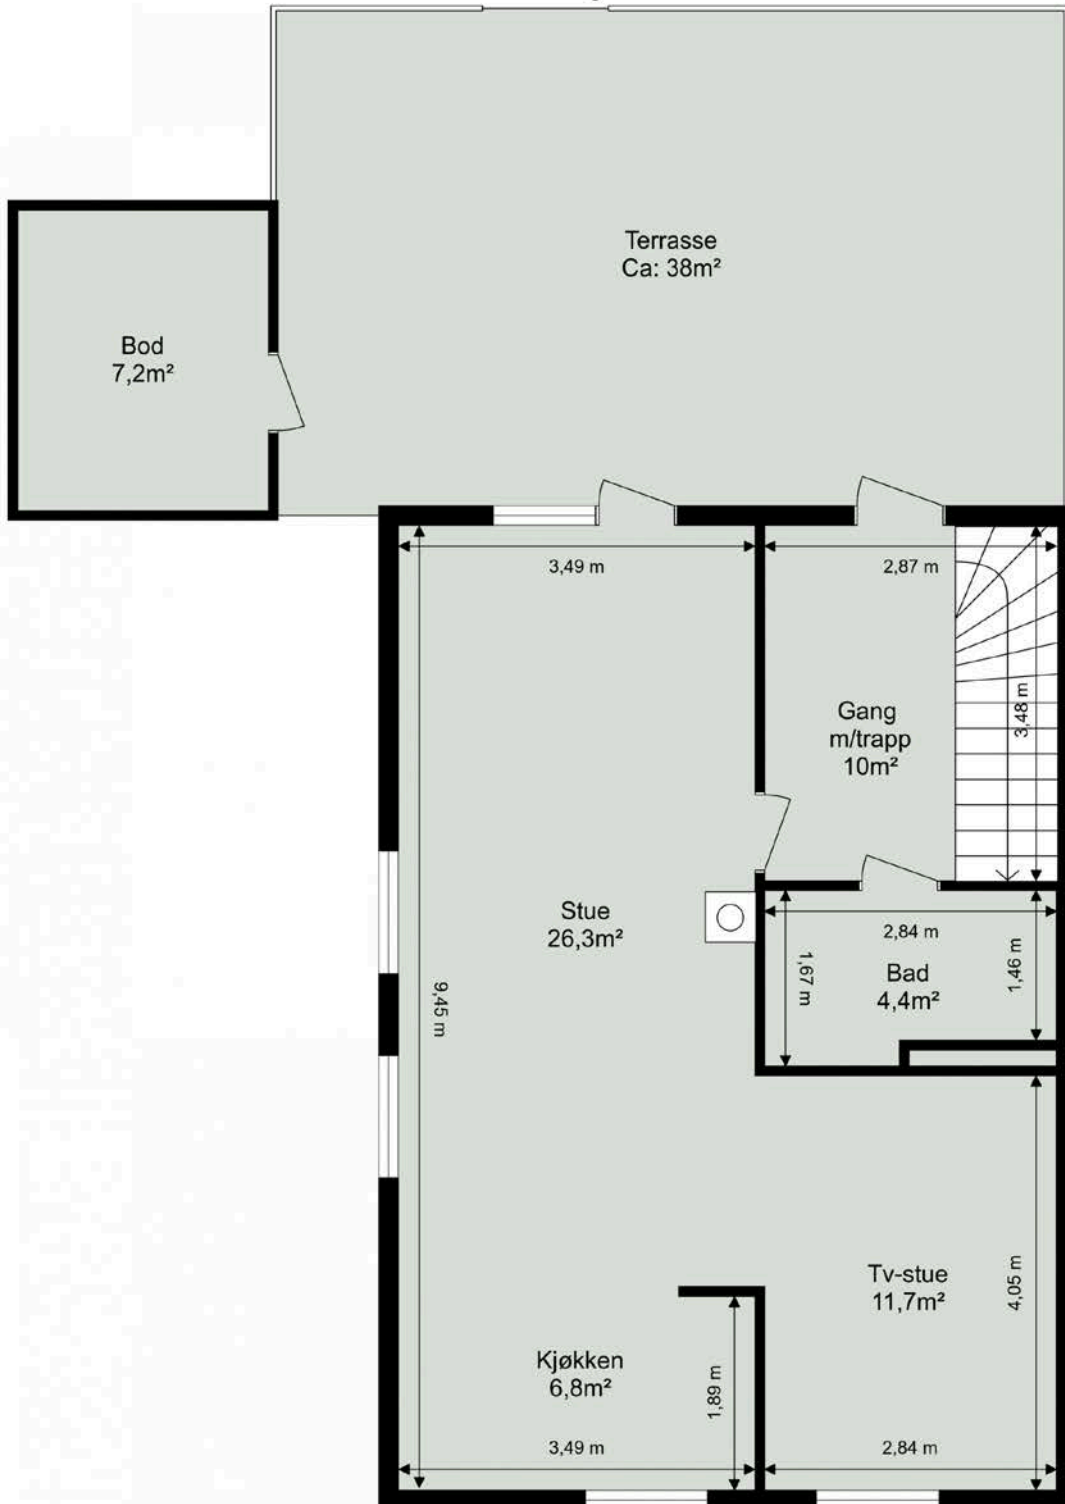 Terrasse
Ca: 38m²
Bod
7,2m²
3,49 m
2,87 m
3,48 m
Gang
m/trapp
10m²
Stue
26,3m²
2,84 m
1,67 m
1,46 m
Bad
4,4m²
9,45 m
Tv-stue
11,7m²
4,05 m
Kjøkken
6,8m²
1,89 m
3,49 m
2,84 m